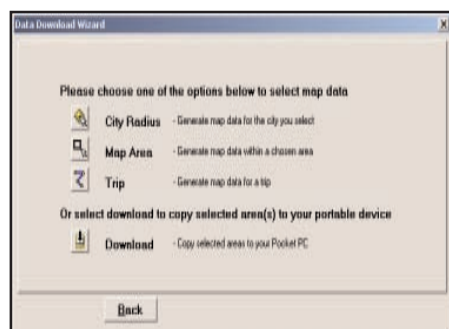 Data Download Wizard
Please choose one of the options below to select map data
City Radius - Generate map data for the city you select
Map Area - Generate map data within a chosen area
Trip - Generate map data for a trip
Or select download to copy selected area(s) to your portable device
Download - Copy selected areas to your Pocket PC
Back